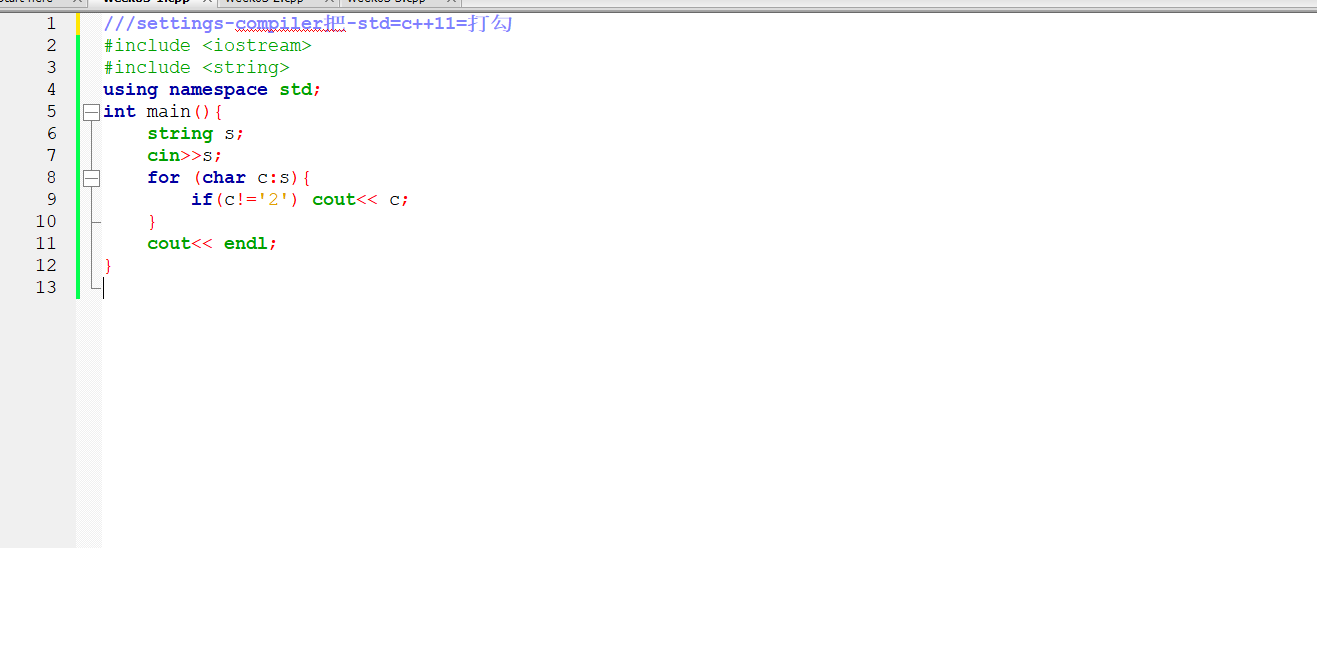 1 ///settings-compiler把-std=c++11=打勾
2 #include <iostream>
3 #include <string>
4 using namespace std;
5 int main(){
6 string s;
7 cin>>s;
8 for (char c:s){
9 if(c!='2') cout<< c;
10 }
11 cout<< endl;
12 }
13